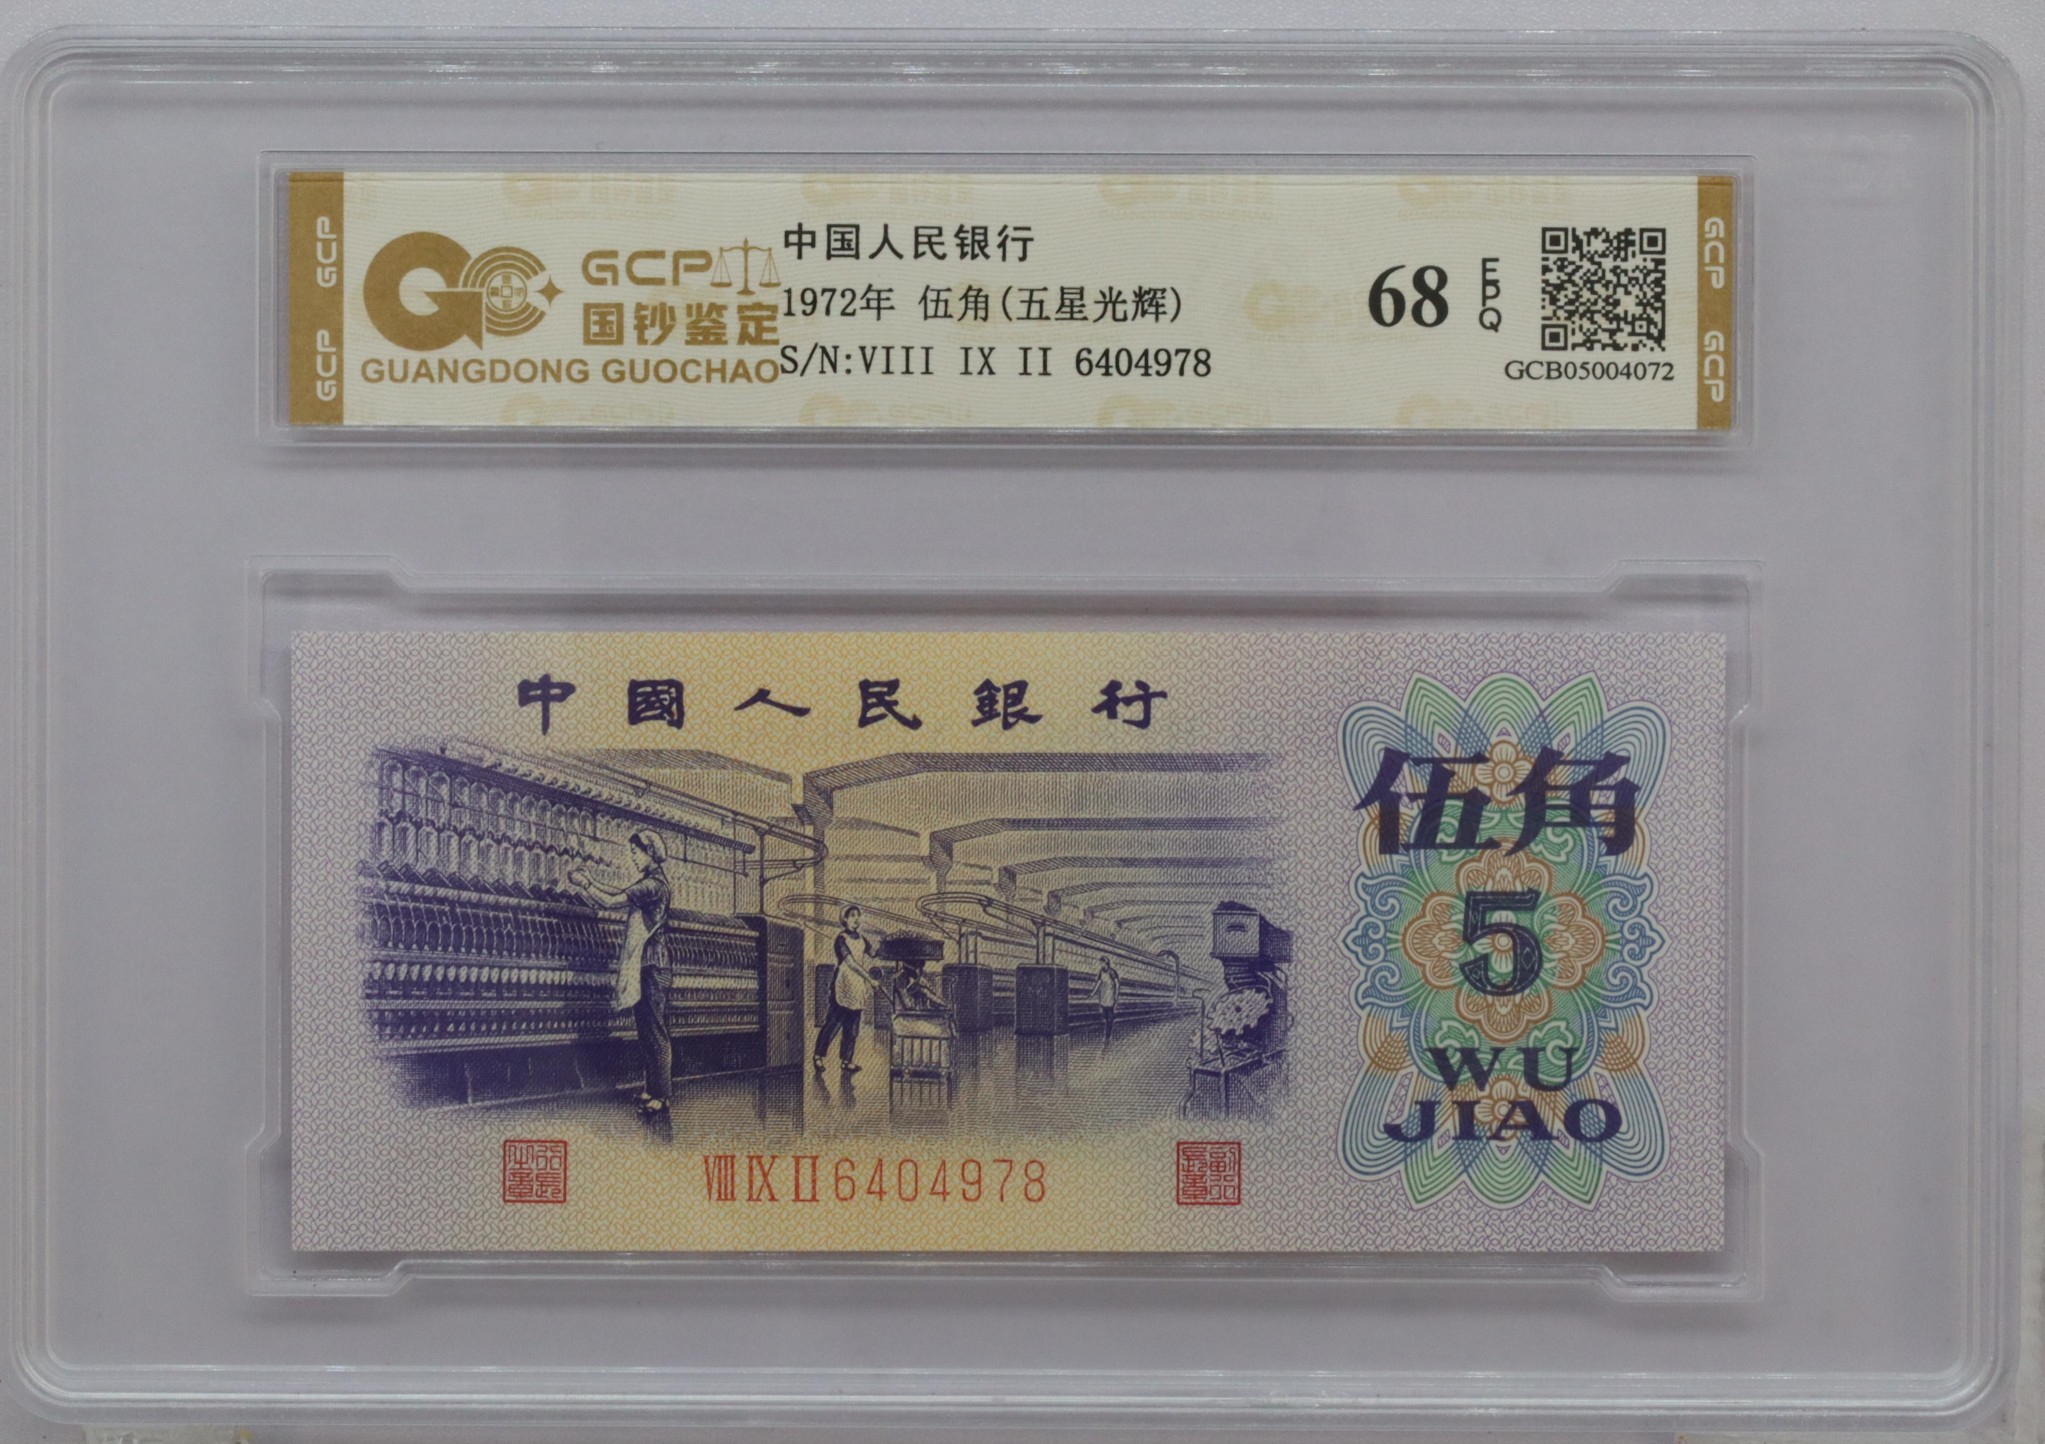 GCP
GCP
GCP
国钞鉴定
GUANGDONG GUOCHAO
中国人民银行
1972年 伍角(五星光辉)
S/N:VIII IX II 6404978
68
EPQ
GCB05004072
GCP
GCP
中國人民銀行
伍角
5
WU
JIAO
VIII IX II 6404978